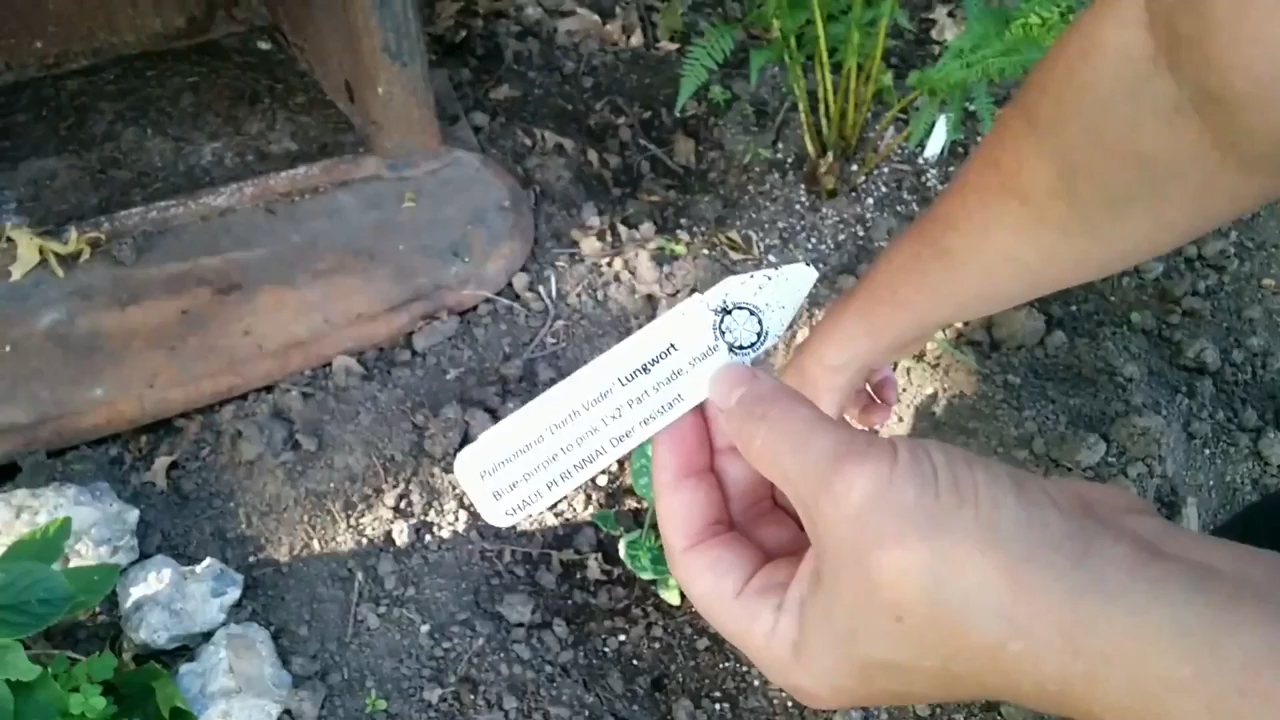 Pulmonaria 'Darth Vader' Lungwort
Blue-purple to pink 1'x2' Part shade, shade
SHADE PERENNIAL Deer resistant